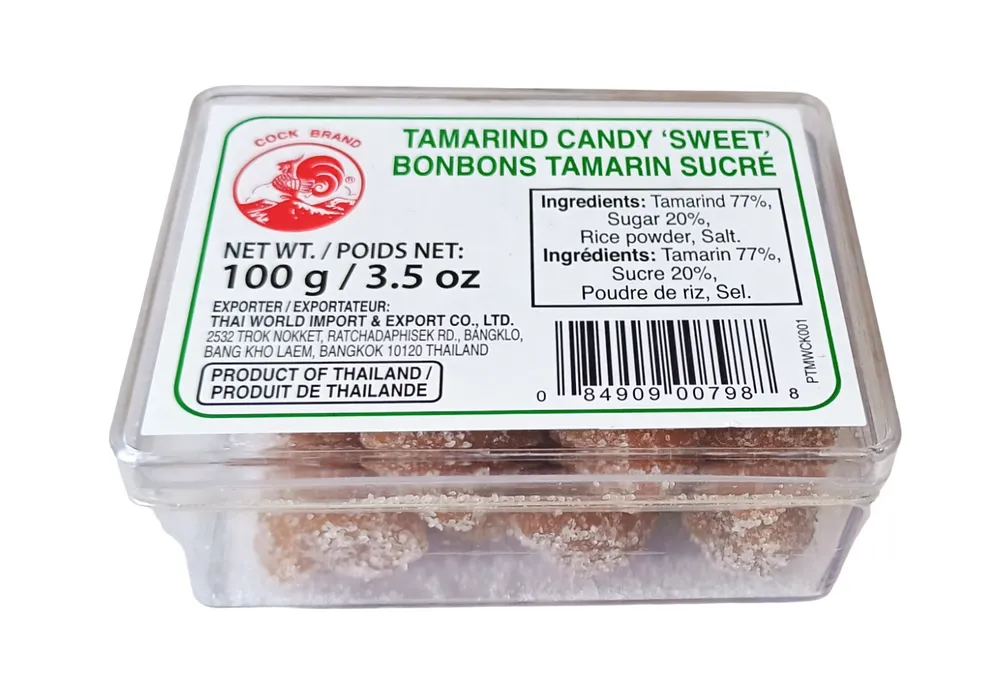 COCK BRAND
®
TAMARIND CANDY ‘SWEET’
BONBONS TAMARIN SUCRÉ
NET WT. / POIDS NET:
100 g / 3.5 oz
EXPORTER / EXPORTATEUR:
THAI WORLD IMPORT & EXPORT CO., LTD.
2532 TROK NOKKET, RATCHADAPHISEK RD., BANGKLO,
BANG KHO LAEM, BANGKOK 10120 THAILAND
PRODUCT OF THAILAND /
PRODUIT DE THAILANDE
Ingredients: Tamarind 77%,
Sugar 20%,
Rice powder, Salt.
Ingrédients: Tamarin 77%,
Sucre 20%,
Poudre de riz, Sel.
0 84909 00798 8
PTMWCK001